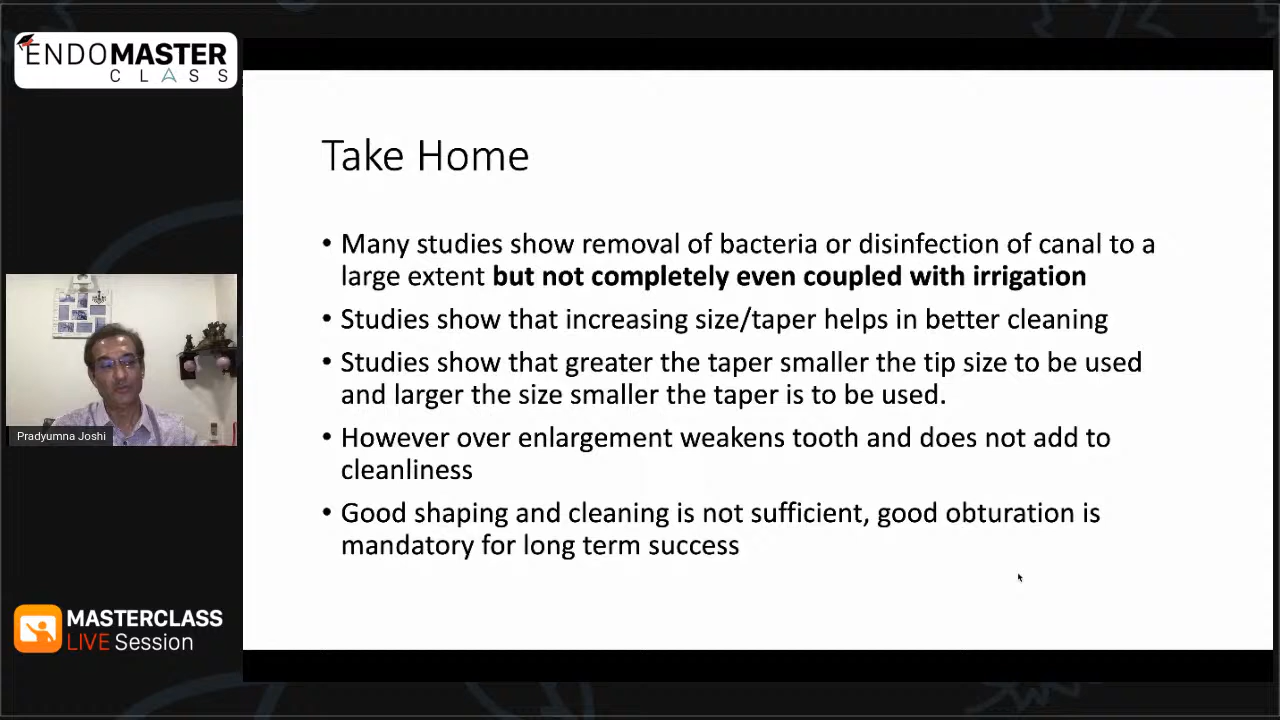 ENDOMASTER
CLASS
Take Home
• Many studies show removal of bacteria or disinfection of canal to a
large extent but not completely even coupled with irrigation
• Studies show that increasing size/taper helps in better cleaning
• Studies show that greater the taper smaller the tip size to be used
and larger the size smaller the taper is to be used.
• However over enlargement weakens tooth and does not add to
cleanliness
• Good shaping and cleaning is not sufficient, good obturation is
mandatory for long term success
Pradyumna Joshi
MASTERCLASS
LIVE Session